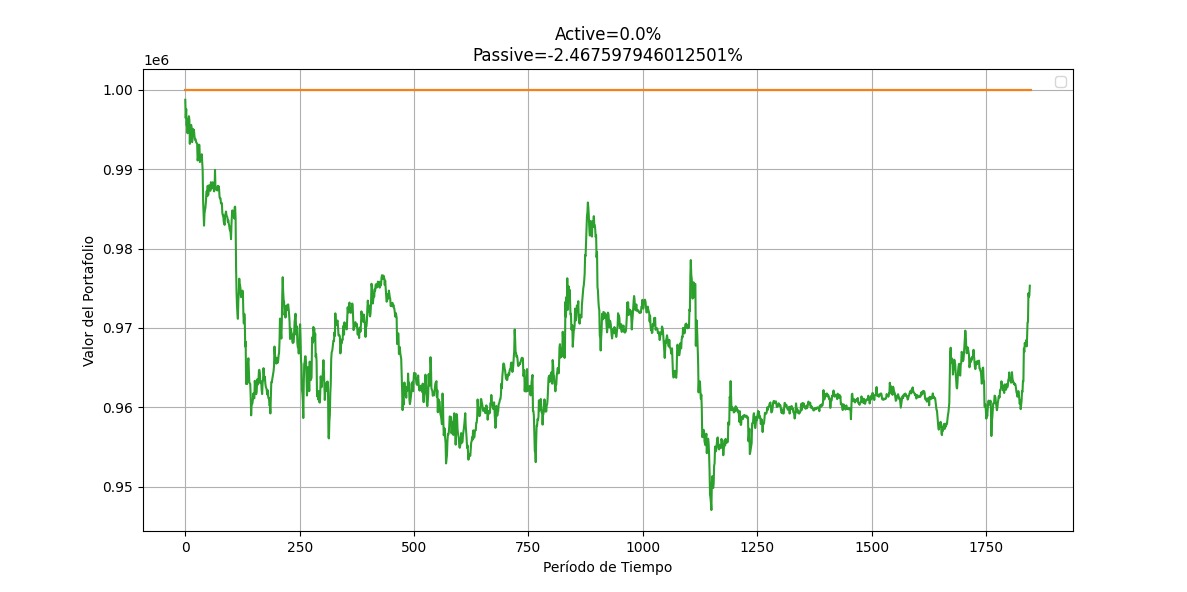 Active=0.0%
Passive=-2.467597946012501%
1e6
1.00
0.99
0.98
0.97
0.96
0.95
Valor del Portafolio
0 250 500 750 1000 1250 1500 1750
Período de Tiempo